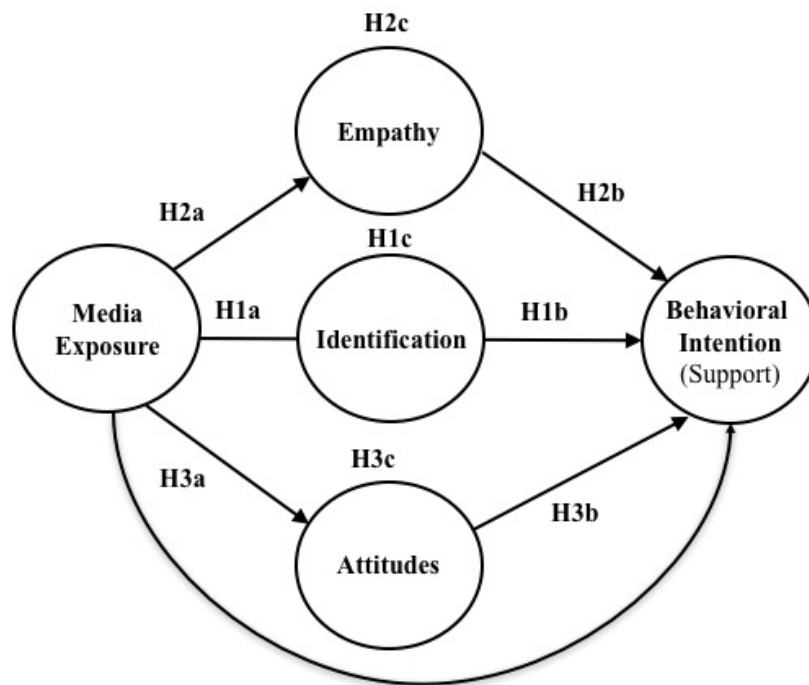 H2c
Empathy
H2a
H2b
H1c
Media
Exposure
H1a
Identification
H1b
Behavioral
Intention
(Support)
H3a
H3c
H3b
Attitudes